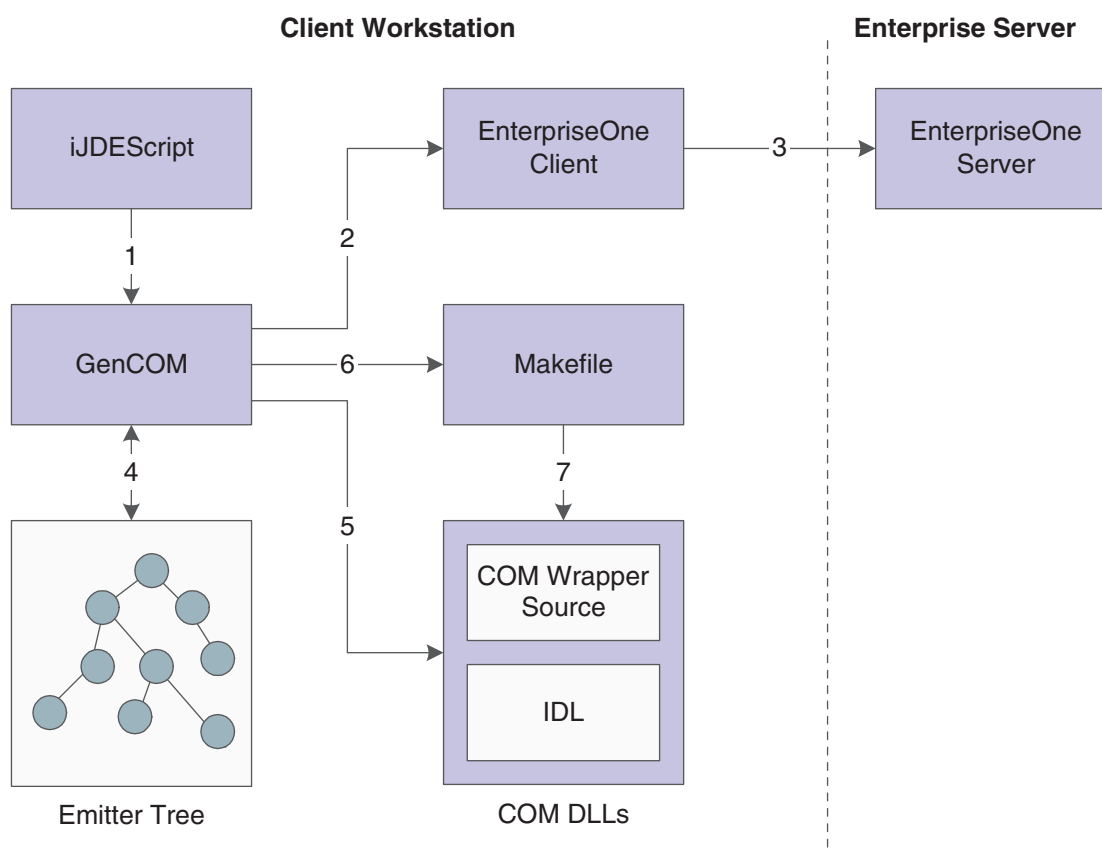 Client Workstation
Enterprise Server
iJDEScript
EnterpriseOne
Client
3
EnterpriseOne
Server
1
2
GenCOM
6
Makefile
4
5
7
COM Wrapper
Source
IDL
Emitter Tree
COM DLLs